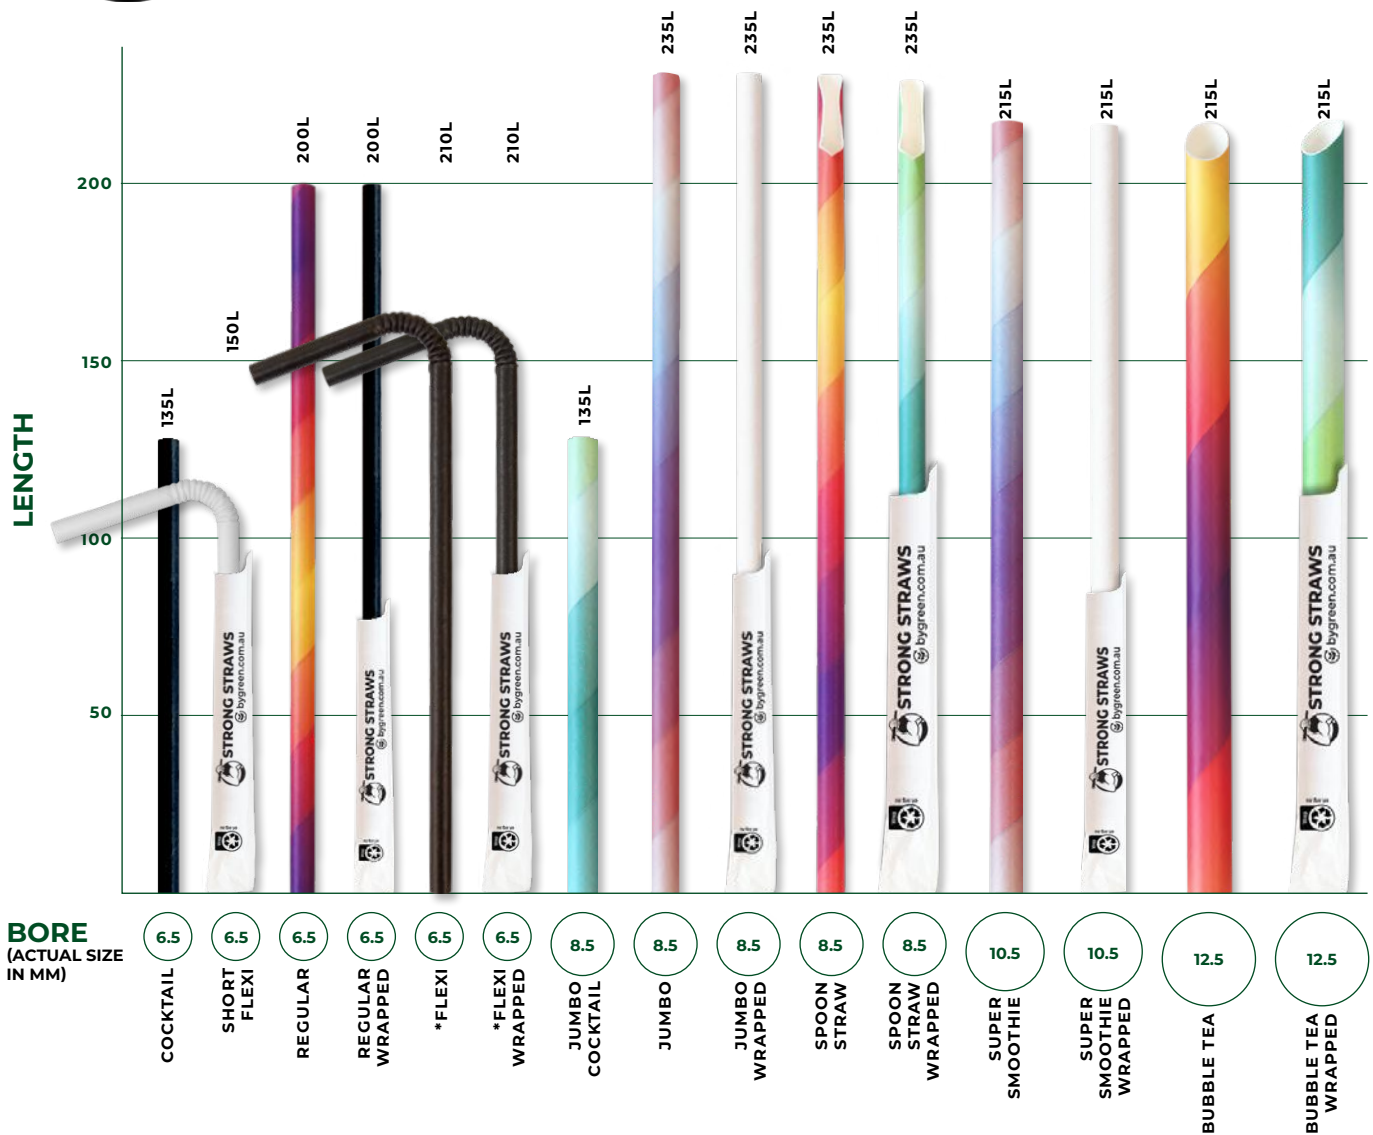 235L
235L
235L
235L
215L
215L
215L
215L
200L
200L
210L
210L
200
150L
150
135L
135L
LENGTH
100
50
STRONG STRAWS
bygreen.com.au
STRONG STRAWS
bygreen.com.au
STRONG STRAWS
bygreen.com.au
STRONG STRAWS
bygreen.com.au
STRONG STRAWS
bygreen.com.au
STRONG STRAWS
bygreen.com.au
STRONG STRAWS
bygreen.com.au
BORE
(ACTUAL SIZE
IN MM)
6.5
6.5
6.5
6.5
6.5
6.5
8.5
8.5
8.5
8.5
8.5
10.5
10.5
12.5
12.5
COCKTAIL
SHORT
FLEXI
REGULAR
REGULAR
WRAPPED
*FLEXI
*FLEXI
WRAPPED
JUMBO
COCKTAIL
JUMBO
JUMBO
WRAPPED
SPOON
STRAW
SPOON
STRAW
WRAPPED
SUPER
SMOOTHIE
SUPER
SMOOTHIE
WRAPPED
BUBBLE TEA
BUBBLE TEA
WRAPPED